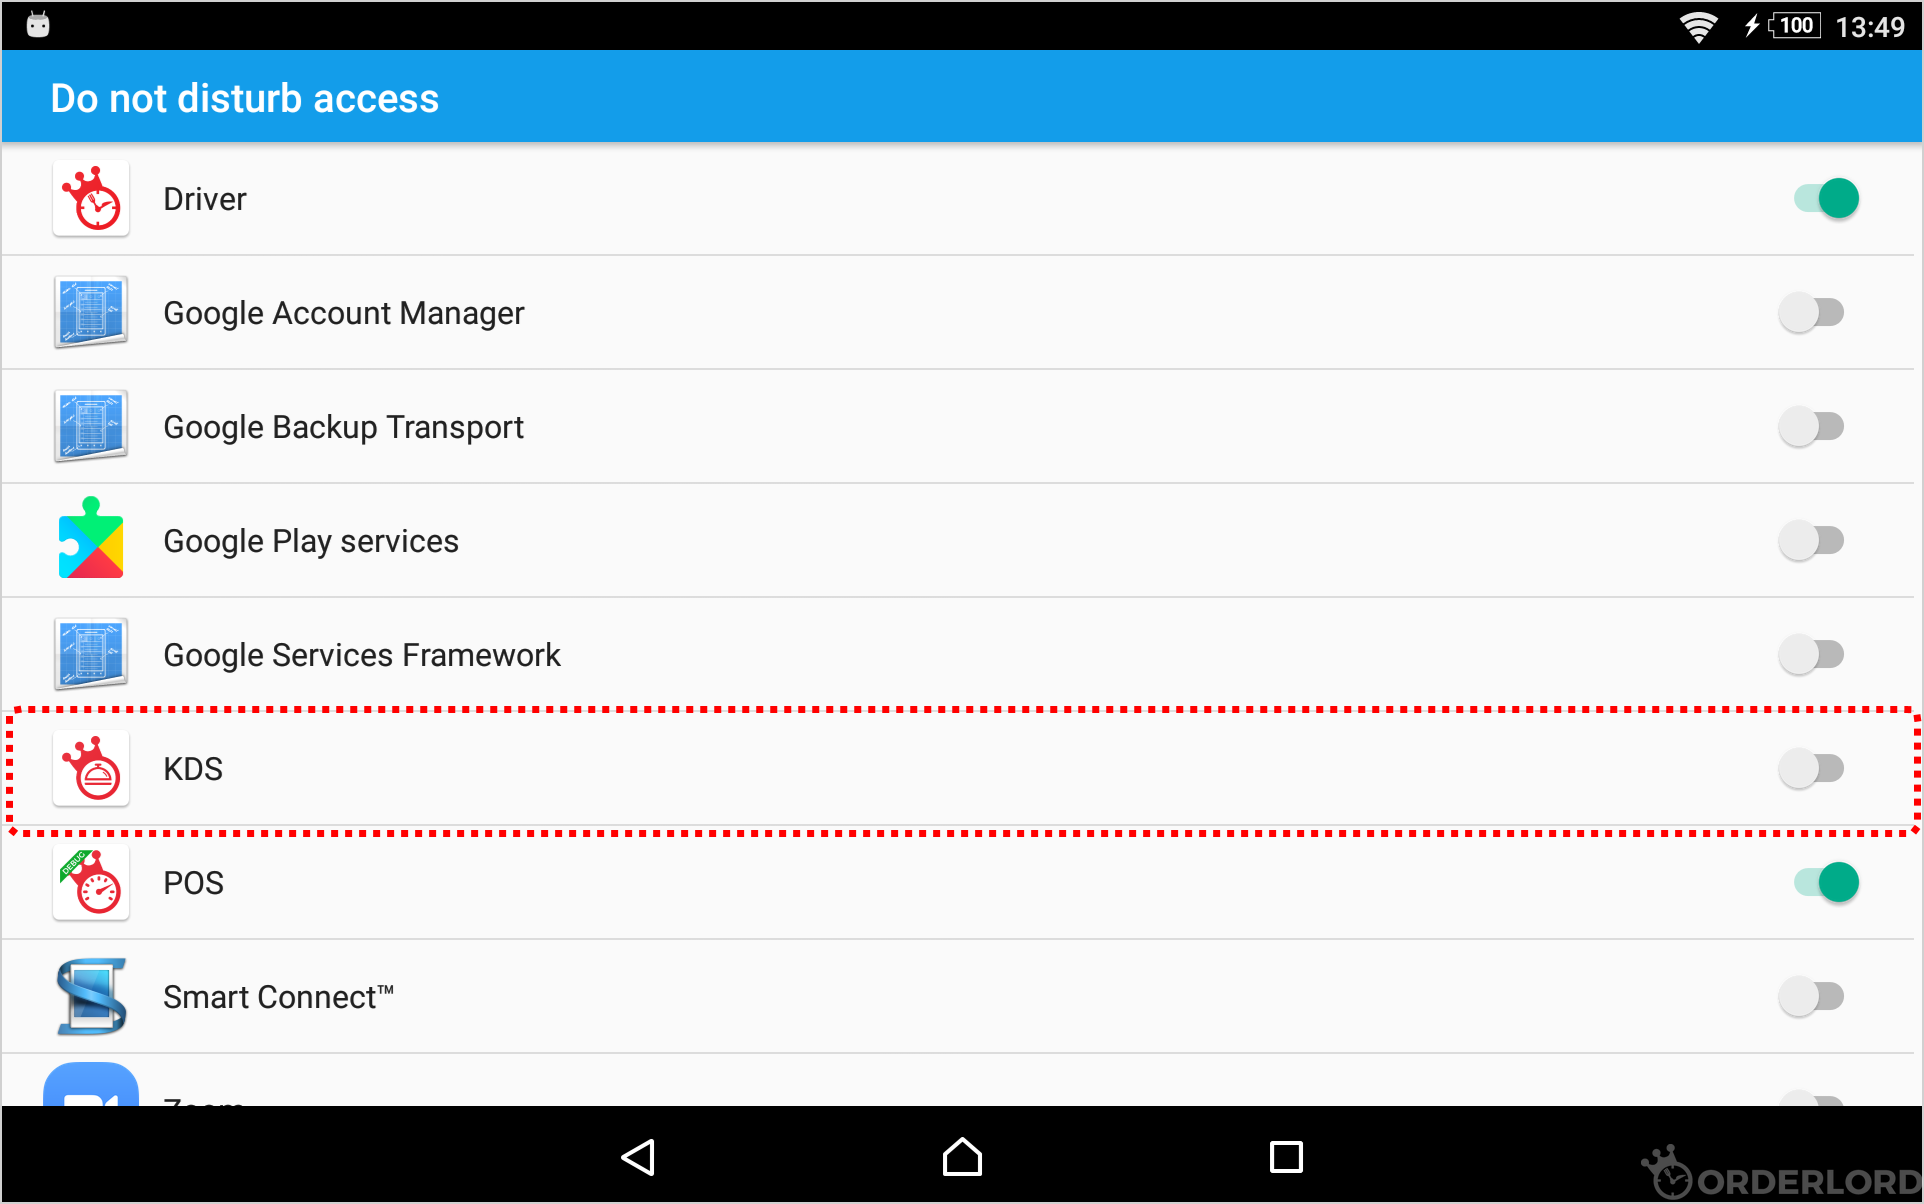 100 13:49
Do not disturb access
Driver
Google Account Manager
Google Backup Transport
Google Play services
Google Services Framework
KDS
DEBUG
POS
Smart Connect™
Zoom
ORDERLORD